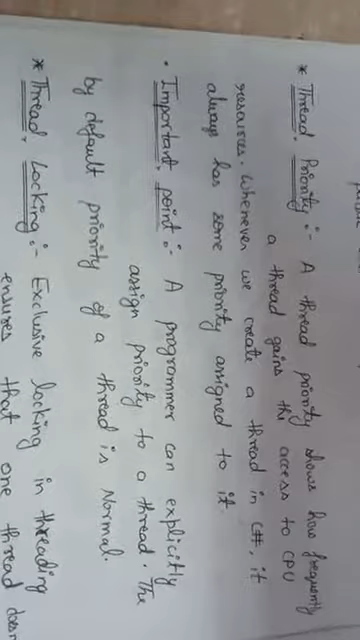 * Thread Priority :- A thread priority shows how frequently
a thread gains the access to CPU
resources. Whenever we create a thread in C#, it
always has some priority assigned to it.
• Important point :- A programmer can explicitly
assign priority to a thread. The
by default priority of a thread is Normal.
* Thread Locking :- Exclusive locking in threading
ensures that one thread does